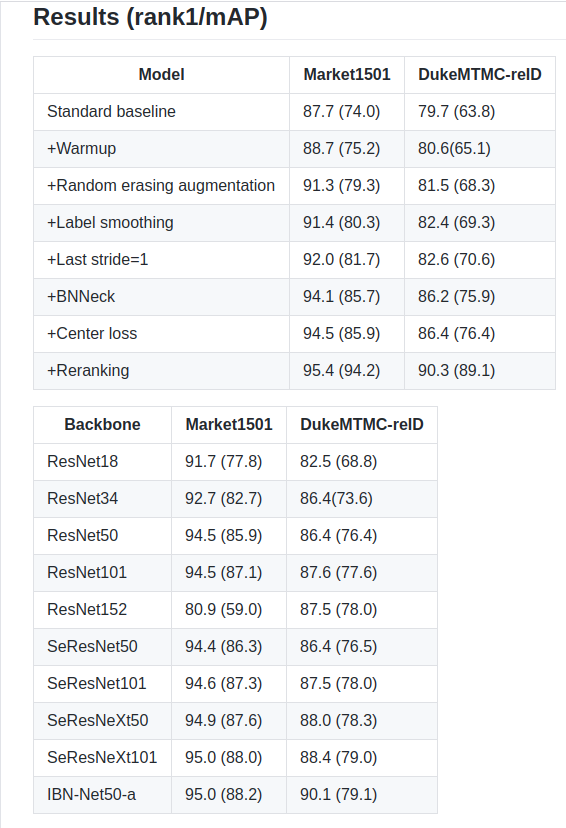 Results (rank1/mAP)
Model Market1501 DukeMTMC-reID
Standard baseline 87.7 (74.0) 79.7 (63.8)
+Warmup 88.7 (75.2) 80.6(65.1)
+Random erasing augmentation 91.3 (79.3) 81.5 (68.3)
+Label smoothing 91.4 (80.3) 82.4 (69.3)
+Last stride=1 92.0 (81.7) 82.6 (70.6)
+BNNeck 94.1 (85.7) 86.2 (75.9)
+Center loss 94.5 (85.9) 86.4 (76.4)
+Reranking 95.4 (94.2) 90.3 (89.1)
Backbone Market1501 DukeMTMC-reID
ResNet18 91.7 (77.8) 82.5 (68.8)
ResNet34 92.7 (82.7) 86.4(73.6)
ResNet50 94.5 (85.9) 86.4 (76.4)
ResNet101 94.5 (87.1) 87.6 (77.6)
ResNet152 80.9 (59.0) 87.5 (78.0)
SeResNet50 94.4 (86.3) 86.4 (76.5)
SeResNet101 94.6 (87.3) 87.5 (78.0)
SeResNeXt50 94.9 (87.6) 88.0 (78.3)
SeResNeXt101 95.0 (88.0) 88.4 (79.0)
IBN-Net50-a 95.0 (88.2) 90.1 (79.1)